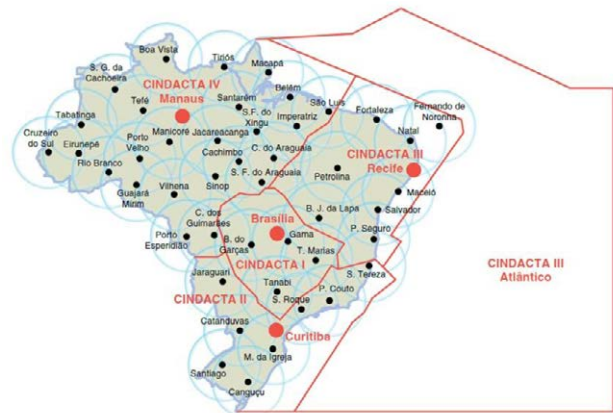 Boa Vista
Tiriós
Macapá
S. G. da
Cachoeira
CINDACTA IV
Manaus
Belém
Tefé
Santarém
São Luis
Tabatinga
S.F. do
Xingu
Imperatriz
Fortaleza
Fernando de
Noronha
Cruzeiro
do Sul
Eirunepé
Porto
Velho
Manicoré
Jacareacanga
Natal
Rio Branco
Cachimbo
C. do Araguaia
CINDACTA III
Recife
Guajará
Mirim
Vilhena
Sinop
S. F. do Araguaia
Petrolina
Maceió
C. dos
Guimarães
Brasília
B. J. da Lapa
Salvador
Porto
Esperidião
B. do
Garças
Gama
P. Seguro
T. Marias
CINDACTA I
S. Tereza
CINDACTA III
Atlântico
Jaraguari
CINDACTA II
Tanabi
S. Roque
P. Couto
Catanduvas
Curitiba
M. da Igreja
Santiago
Canguçu